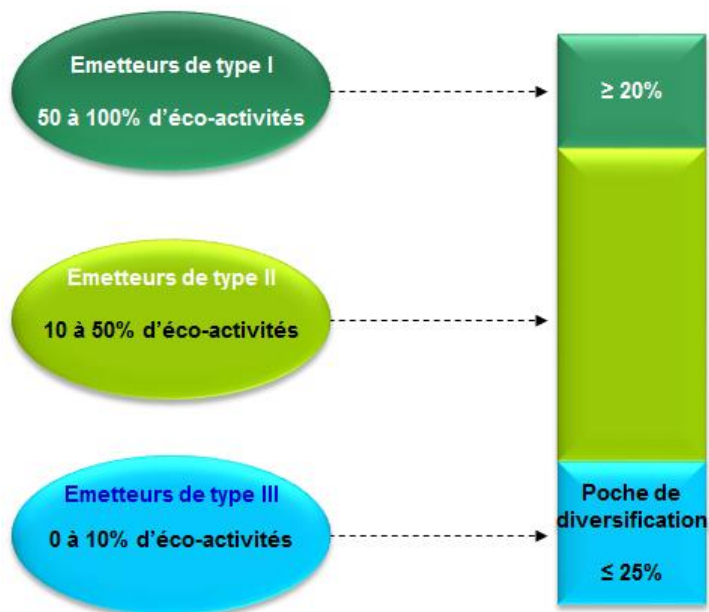 Emetteurs de type I
50 à 100% d'éco-activités
≥ 20%
Emetteurs de type II
10 à 50% d'éco-activités
Emetteurs de type III
0 à 10% d'éco-activités
Poche de
diversification
≤ 25%